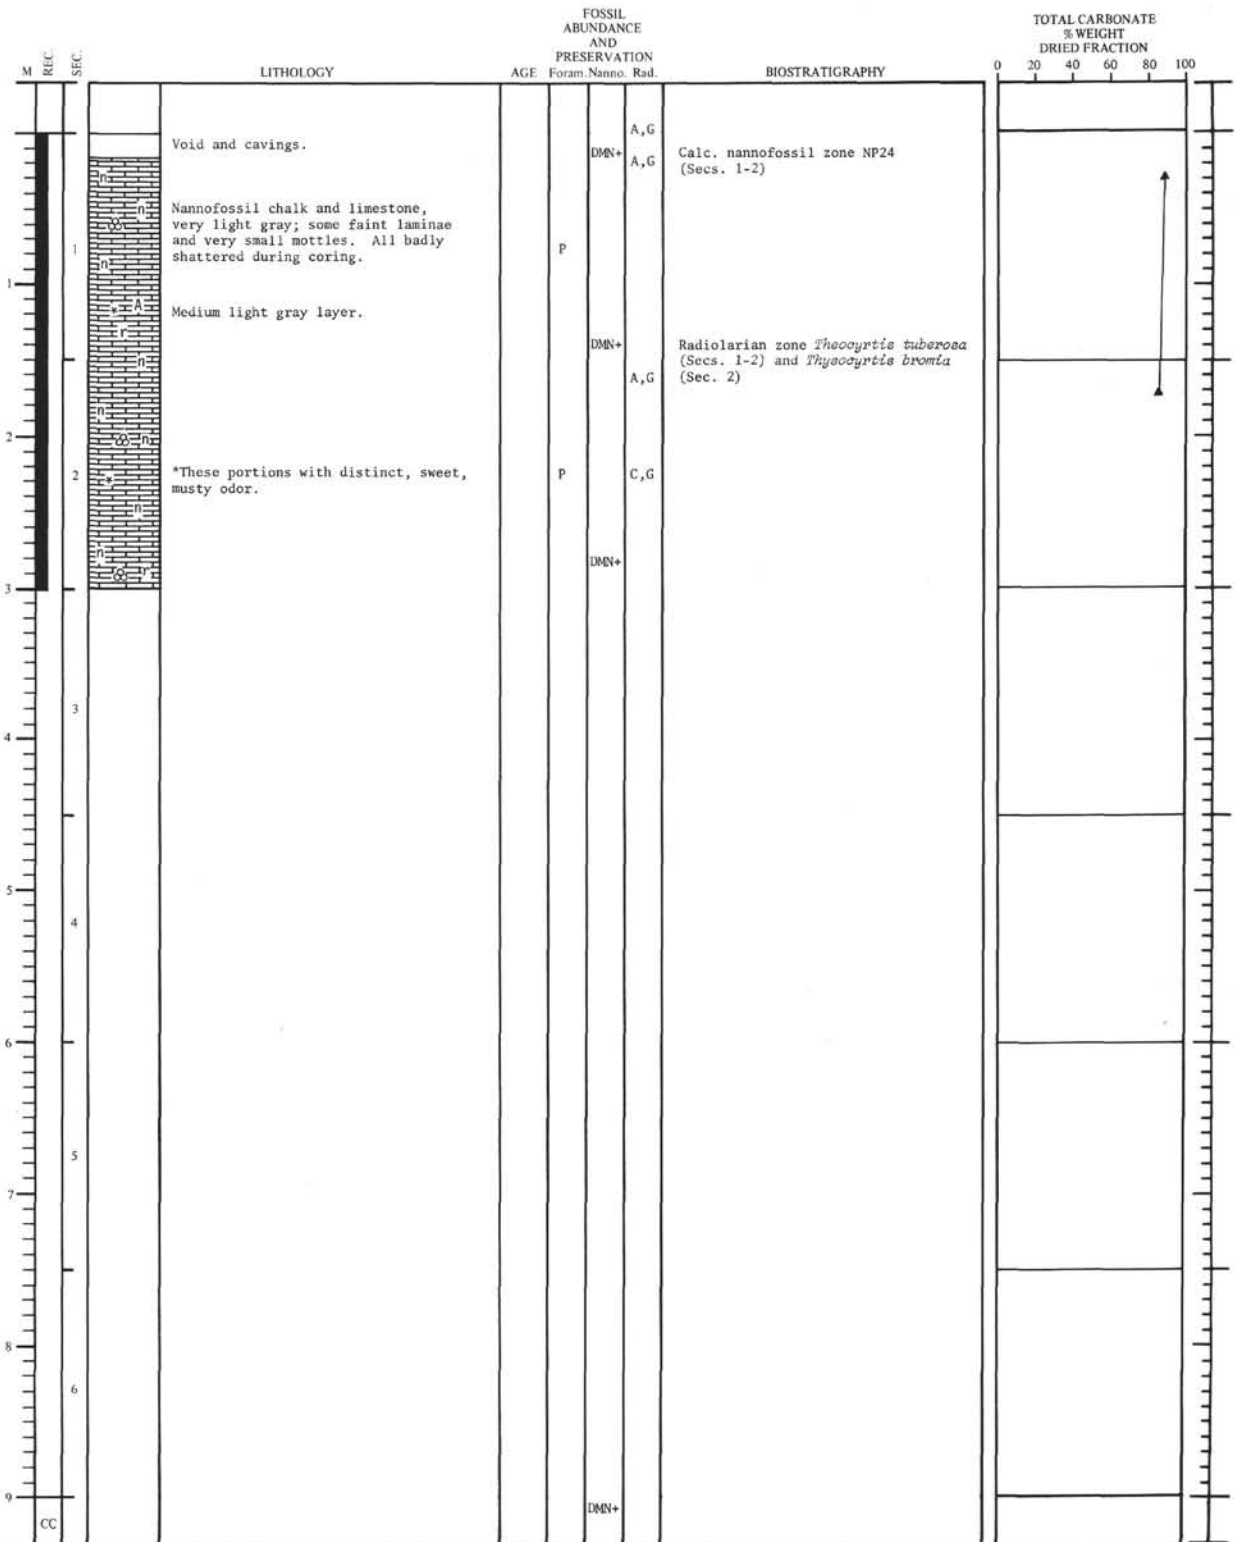 FOSSIL
ABUNDANCE
AND
PRESERVATION
TOTAL CARBONATE
% WEIGHT
DRIED FRACTION
M REC. SEC. LITHOLOGY AGE Foram. Nanno. Rad. BIOSTRATIGRAPHY 0 20 40 60 80 100
A,G
Void and cavings.
DMN+
A,G
Calc. nannofossil zone NP24
(Secs. 1-2)
n
Nannofossil chalk and limestone,
very light gray; some faint laminae
and very small mottles. All badly
shattered during coring.
n
1
P
n
1
* A
Medium light gray layer.
r
DMN+
Radiolarian zone Theocyrtis tuberosa
(Secs. 1-2) and Thysocyrtis bromia
(Sec. 2)
n
A,G
n
2
n
2
*
*These portions with distinct, sweet,
musty odor.
P
C,G
n
n
DMN+
r
3
3
4
5
4
6
5
7
8
6
9
DMN+
CC